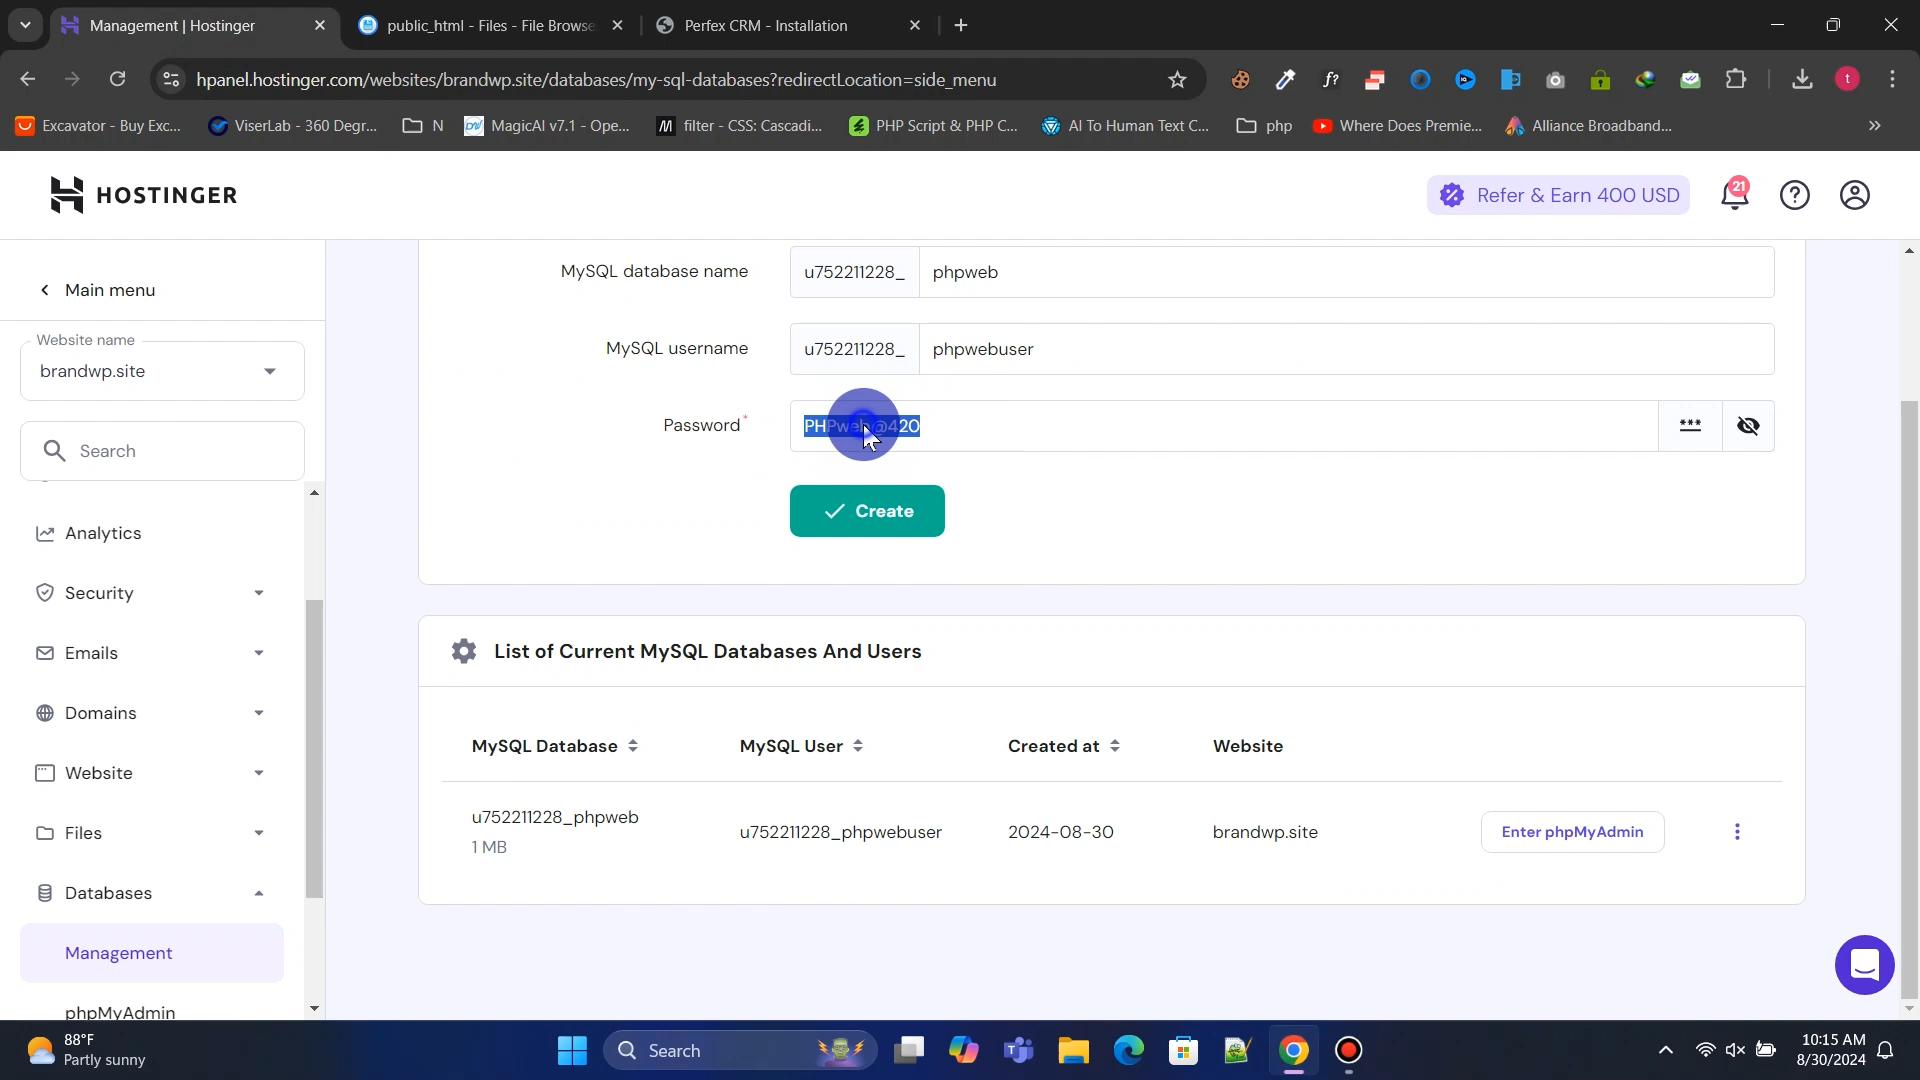 Management | Hostinger
public_html - Files - File Browse
Perfex CRM - Installation
hpanel.hostinger.com/websites/brandwp.site/databases/my-sql-databases?redirectLocation=side_menu
Excavator - Buy Exc...
ViserLab - 360 Degr...
N
MagicAI v7.1 - Ope...
filter - CSS: Cascadi...
PHP Script & PHP C...
AI To Human Text C...
php
Where Does Premie...
Alliance Broadband...
HOSTINGER
Refer & Earn 400 USD
21
Main menu
Website name
brandwp.site
Search
Analytics
Security
Emails
Domains
Website
Files
Databases
Management
phpMyAdmin
MySQL database name
u752211228_
phpweb
MySQL username
u752211228_
phpwebuser
Password*
PHPweb@420
Create
List of Current MySQL Databases And Users
MySQL Database
MySQL User
Created at
Website
u752211228_phpweb
1 MB
u752211228_phpwebuser
2024-08-30
brandwp.site
Enter phpMyAdmin
88°F
Partly sunny
Search
10:15 AM
8/30/2024